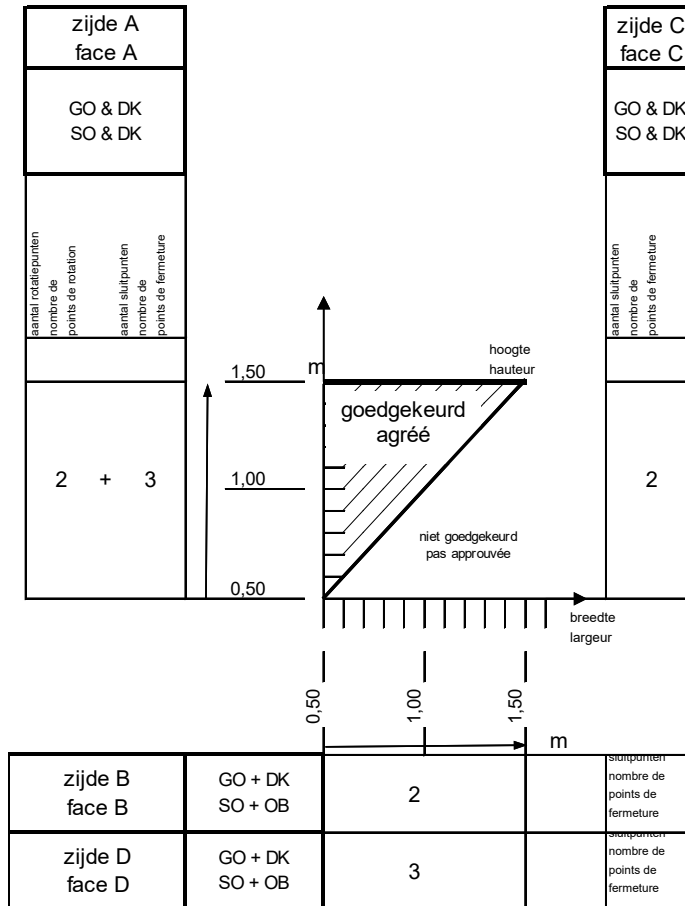 zijde A
face A
zijde C
face C
GO & DK
SO & DK
GO & DK
SO & DK
aantal rotatiepunten
nombre de
points de rotation
aantal sluitpunten
nombre de
points de fermeture
aantal sluitpunten
nombre de
points de fermeture
hoogte
hauteur
1,50
m
goedgekeurd
agréé
2 + 3
1,00
2
niet goedgekeurd
pas approuvée
0,50
breedte
largeur
0,50
1,00
1,50
m
zijde B
face B
GO + DK
SO + OB
2
sluitpunten
nombre de
points de
fermeture
zijde D
face D
GO + DK
SO + OB
3
sluitpunten
nombre de
points de
fermeture